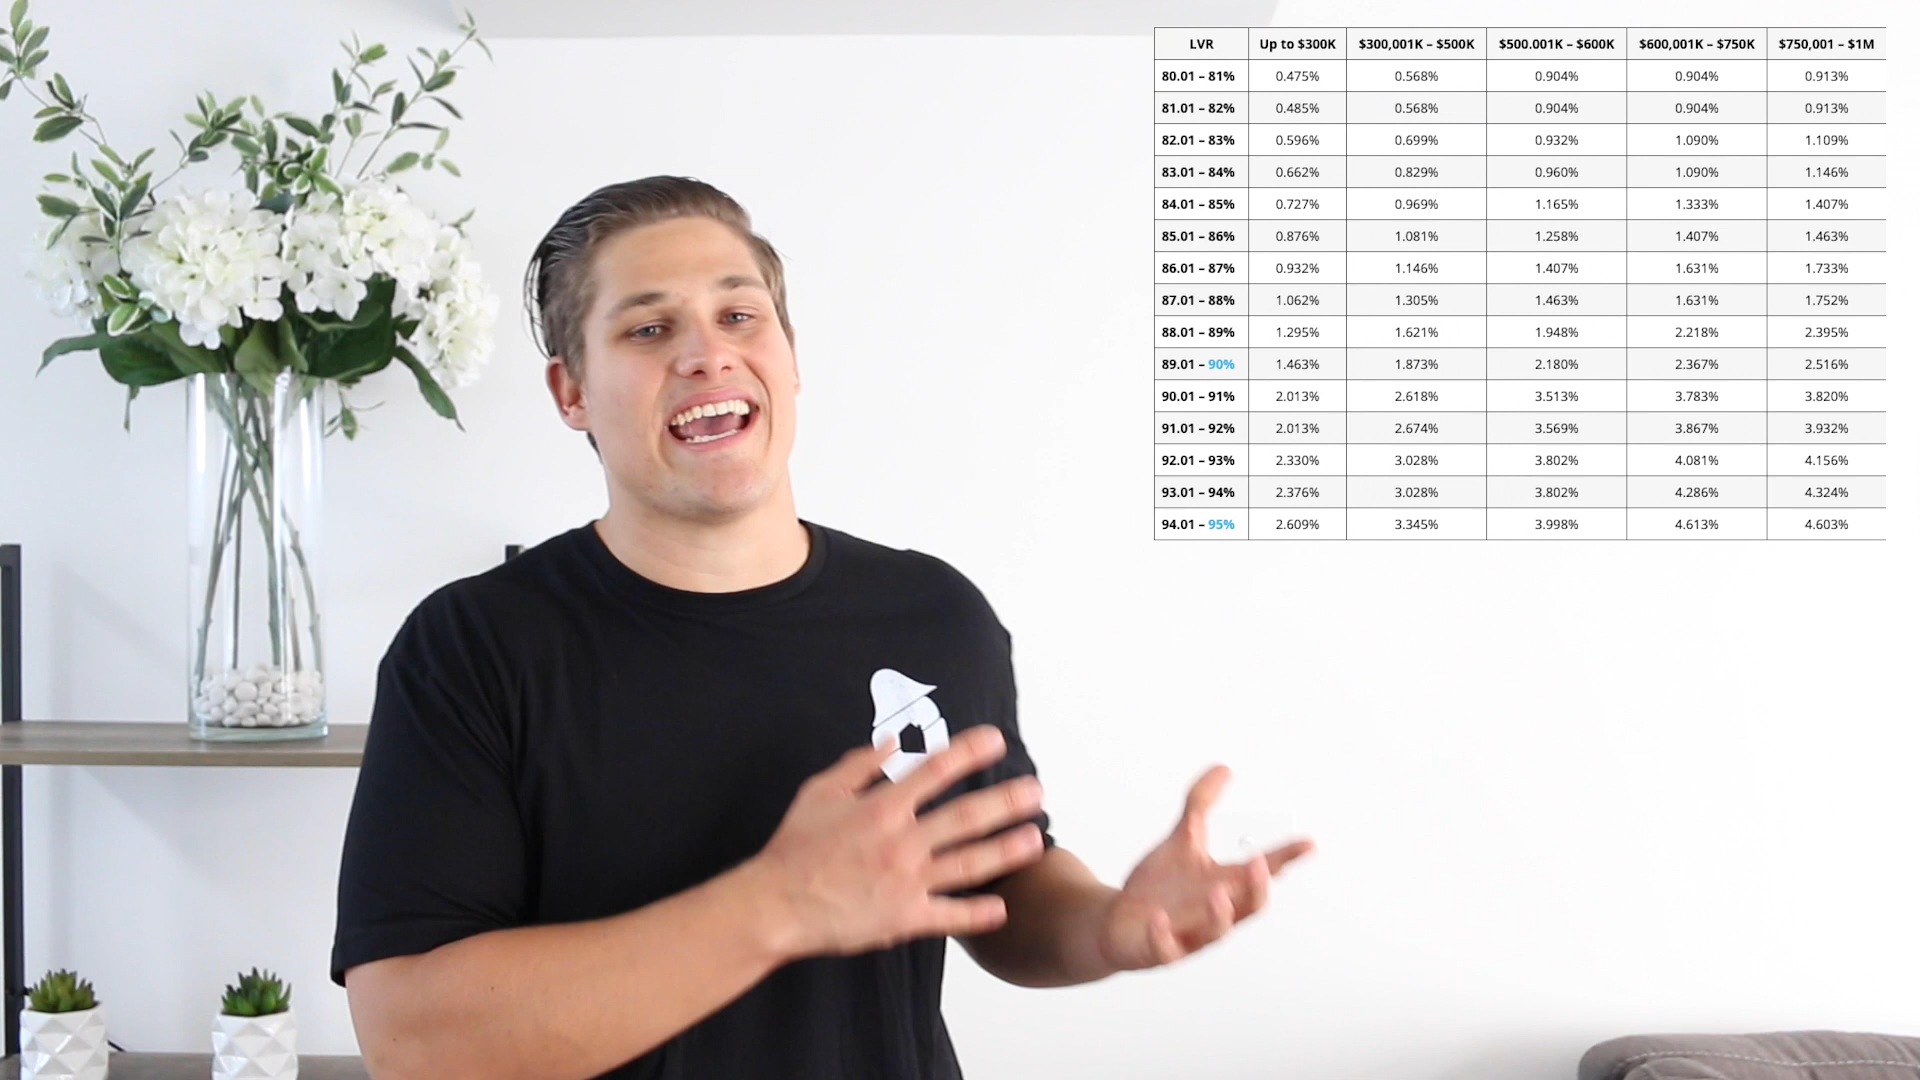 LVR Up to $300K $300,001K – $500K $500.001K – $600K $600,001K – $750K $750,001 – $1M
80.01 – 81% 0.475% 0.568% 0.904% 0.904% 0.913%
81.01 – 82% 0.485% 0.568% 0.904% 0.904% 0.913%
82.01 – 83% 0.596% 0.699% 0.932% 1.090% 1.109%
83.01 – 84% 0.662% 0.829% 0.960% 1.090% 1.146%
84.01 – 85% 0.727% 0.969% 1.165% 1.333% 1.407%
85.01 – 86% 0.876% 1.081% 1.258% 1.407% 1.463%
86.01 – 87% 0.932% 1.146% 1.407% 1.631% 1.733%
87.01 – 88% 1.062% 1.305% 1.463% 1.631% 1.752%
88.01 – 89% 1.295% 1.621% 1.948% 2.218% 2.395%
89.01 – 90% 1.463% 1.873% 2.180% 2.367% 2.516%
90.01 – 91% 2.013% 2.618% 3.513% 3.783% 3.820%
91.01 – 92% 2.013% 2.674% 3.569% 3.867% 3.932%
92.01 – 93% 2.330% 3.028% 3.802% 4.081% 4.156%
93.01 – 94% 2.376% 3.028% 3.802% 4.286% 4.324%
94.01 – 95% 2.609% 3.345% 3.998% 4.613% 4.603%